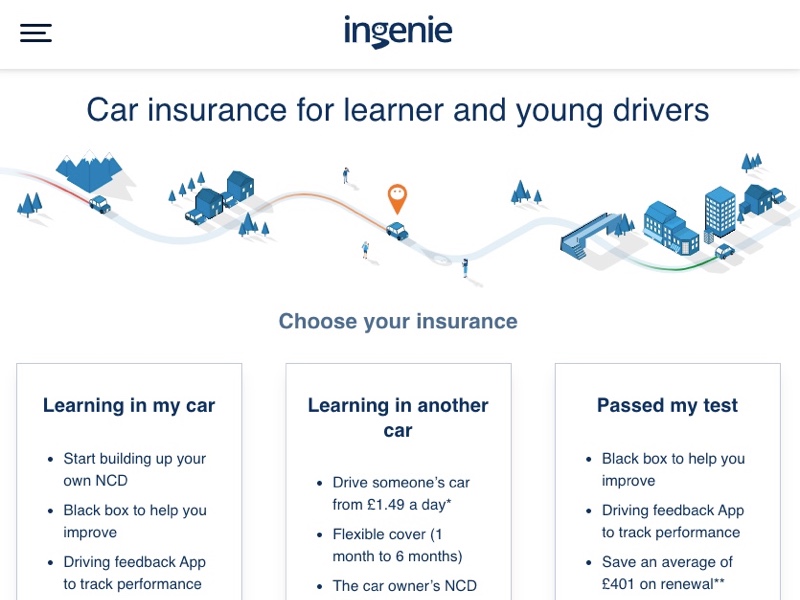 ingenie
Car insurance for learner and young drivers
Choose your insurance
Learning in my car
Start building up your
own NCD
Black box to help you
improve
Driving feedback App
to track performance
Learning in another
car
Drive someone’s car
from £1.49 a day*
Flexible cover (1
month to 6 months)
The car owner’s NCD
Passed my test
Black box to help you
improve
Driving feedback App
to track performance
Save an average of
£401 on renewal**